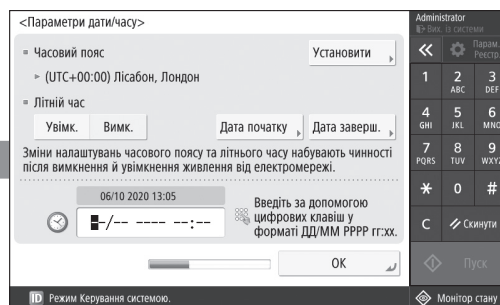 <Параметри дати/часу>
Часовий пояс
Установити
(UTC+00:00) Лісабон, Лондон
Літній час
Увімк.
Вимк.
Дата початку
Дата заверш.
Зміни налаштувань часового поясу та літнього часу набувають чинності
після вимкнення й увімкнення живлення від електромережі.
06/10 2020 13:05
-/-- ---- --:--
Введіть за допомогою
цифрових клавіш у
форматі ДД/ММ РРРР гг:хх.
OK
ID Режим Керування системою.
Administrator
Вих. із системи
Парам.
Реєстр.
1
2
ABC
3
DEF
4
GHI
5
JKL
6
MNO
7
PQRS
8
TUV
9
WXYZ
*
0
#
C
Скинути
Пуск
Монітор стану